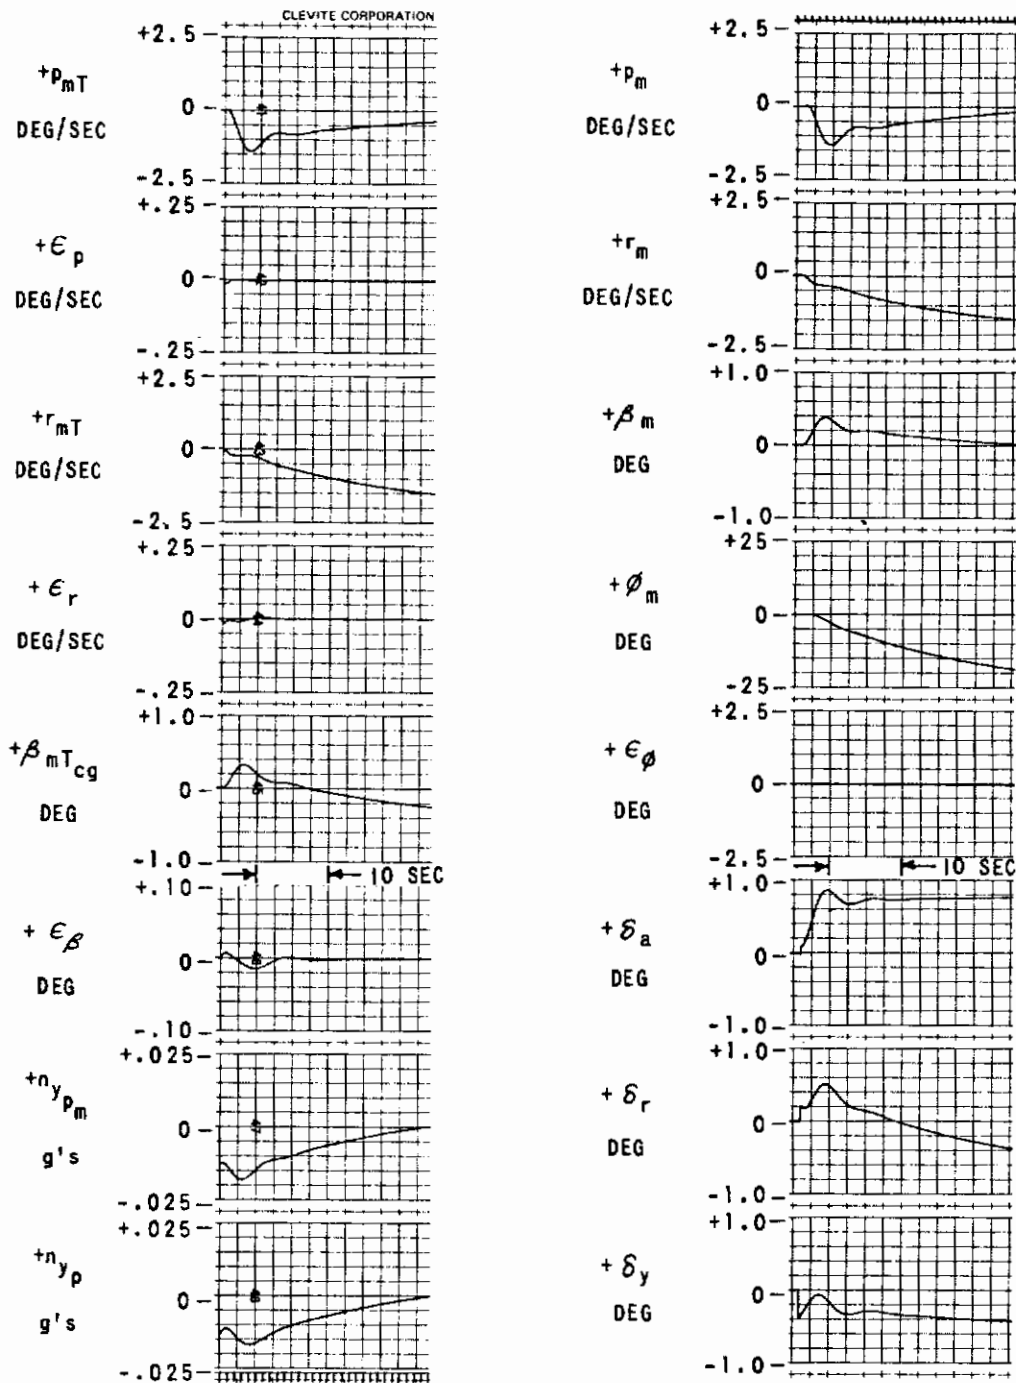 CLEVITE CORPORATION
+2.5
+p_mT
0
DEG/SEC
-2.5
+.25
+ϵ_p
0
DEG/SEC
-.25
+2.5
+r_mT
0
DEG/SEC
-2.5
+.25
+ϵ_r
0
DEG/SEC
-.25
+1.0
+β_mT_cg
0
DEG
-1.0
10 SEC
+.10
+ϵ_β
0
DEG
-.10
+.025
+n_y_p_m
0
g's
-.025
+.025
+n_y_p
0
g's
-.025
+2.5
+p_m
0
DEG/SEC
-2.5
+2.5
+r_m
0
DEG/SEC
-2.5
+1.0
+β_m
0
DEG
-1.0
+25
+ø_m
0
DEG
-25
+2.5
+ϵ_ø
0
DEG
-2.5
10 SEC
+1.0
+δ_a
0
DEG
-1.0
+1.0
+δ_r
0
DEG
-1.0
+1.0
+δ_y
0
DEG
-1.0